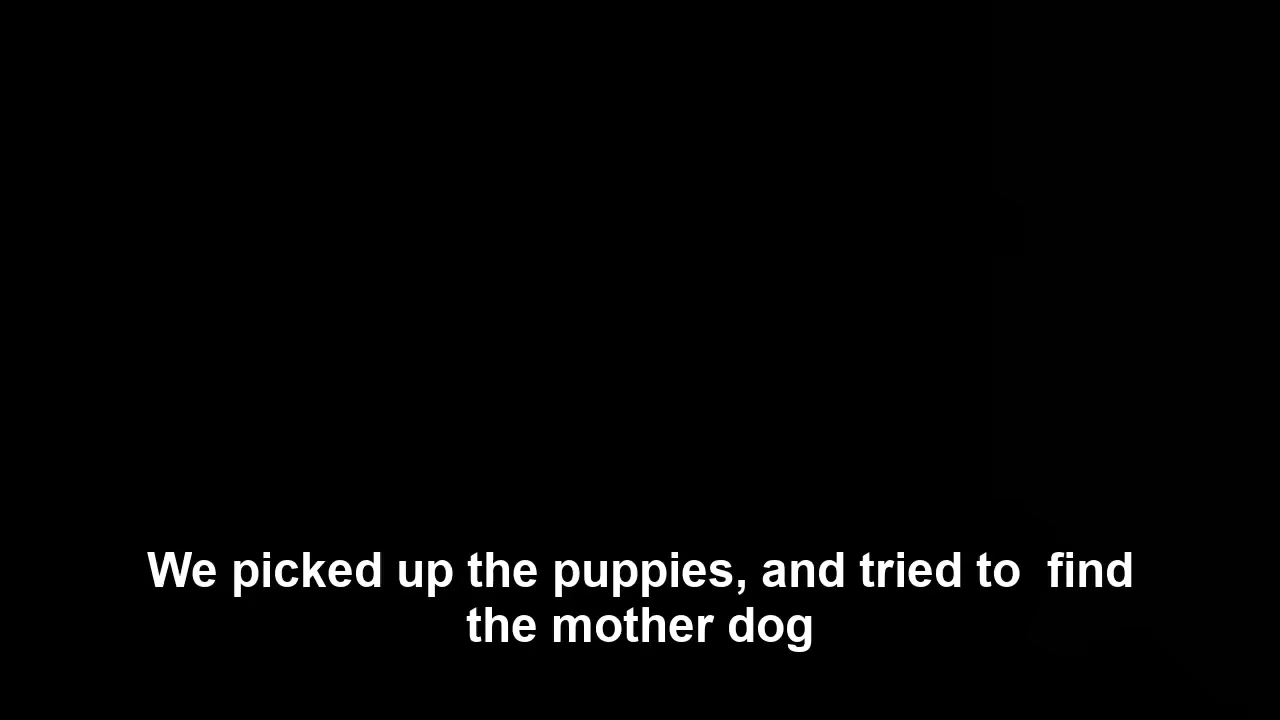 We picked up the puppies, and tried to  find
the mother dog